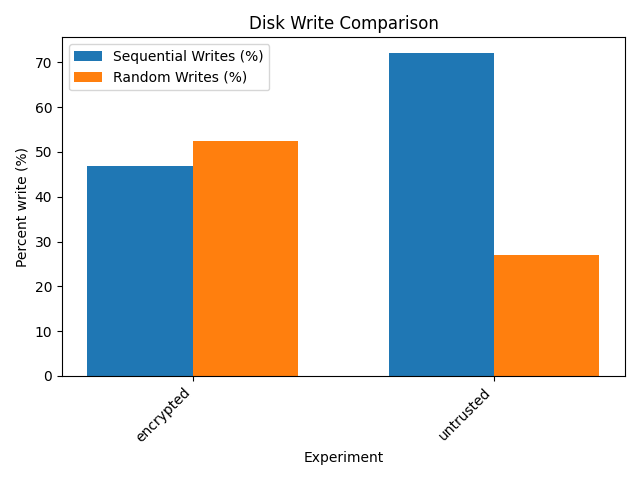 Disk Write Comparison
Sequential Writes (%)
Random Writes (%)
Percent write (%)
70
60
50
40
30
20
10
0
encrypted
untrusted
Experiment